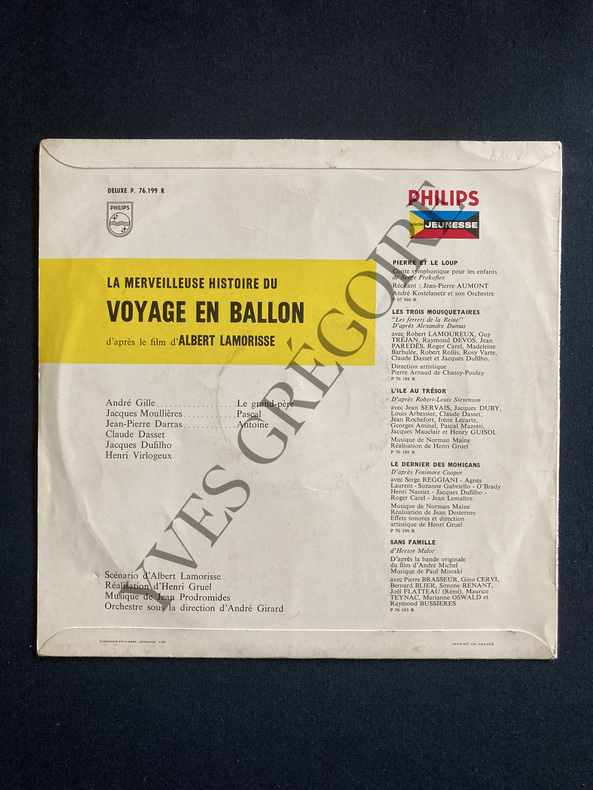 DELUXE P. 76.199 R
PHILIPS
PHILIPS
JEUNESSE
LA MERVEILLEUSE HISTOIRE DU
VOYAGE EN BALLON
d'après le film d'ALBERT LAMORISSE
André Gille.................... Le grand-père
Jacques Moullières............. Pascal
Jean-Pierre Darras............. Antoine
Claude Dasset
Jacques Dufilho
Henri Virlogeux
Scénario d'Albert Lamorisse
Réalisation d'Henri Gruel
Musique de Jean Prodromides
Orchestre sous la direction d'André Girard
PIERRE ET LE LOUP
Conte symphonique pour les enfants
de Serge Prokofiev
Récitant : Jean-Pierre AUMONT
André Kostelanetz et son Orchestre
P 07 960 R
LES TROIS MOUSQUETAIRES
"Les ferrets de la Reine"
D'après Alexandre Dumas
avec Robert LAMOUREUX, Guy
TRÉJAN, Raymond DEVOS, Jean
PAREDÈS, Roger Carel, Madeleine
Barbulée, Robert Rollis, Rosy Varte,
Claude Dasset et Jacques Dufilho.
Direction artistique
Pierre Arnaud de Chassy-Poulay
P 76 188 R
L'ILE AU TRÉSOR
D'après Robert-Louis Stevenson
avec Jean SERVAIS, Jacques DUBY,
Louis Arbessier, Claude Dasset,
Jean Rochefort, Irène Lecarte,
Georges Aminel, Pascal Mazotti,
Jacques Mauclair et Henry GUISOL
Musique de Norman Maine
Réalisation de Henri Gruel
P 76 189 R
LE DERNIER DES MOHICANS
D'après Fenimore Cooper
avec Serge REGGIANI - Agnès
Laurent - Suzanne Gabriello - O'Brady
Henri Nassiet - Jacques Dufilho -
Roger Carel - Jean Lemaître
Musique de Norman Maine
Réalisation de Jean Desternes
Effets sonores et direction
artistique de Henri Gruel
P 76 190 R
SANS FAMILLE
d'Hector Malot
D'après la bande originale
du film d'André Michel
Musique de Paul Misraki
avec Pierre BRASSEUR, Gino CERVI,
Bernard BLIER, Simone RENANT,
Joël FLATTEAU (Rémi), Maurice
TEYNAC, Marianne OSWALD et
Raymond BUSSIERES
P 76 193 R
IMPRIMÉ EN FRANCE
YVES GRÉGOIRE